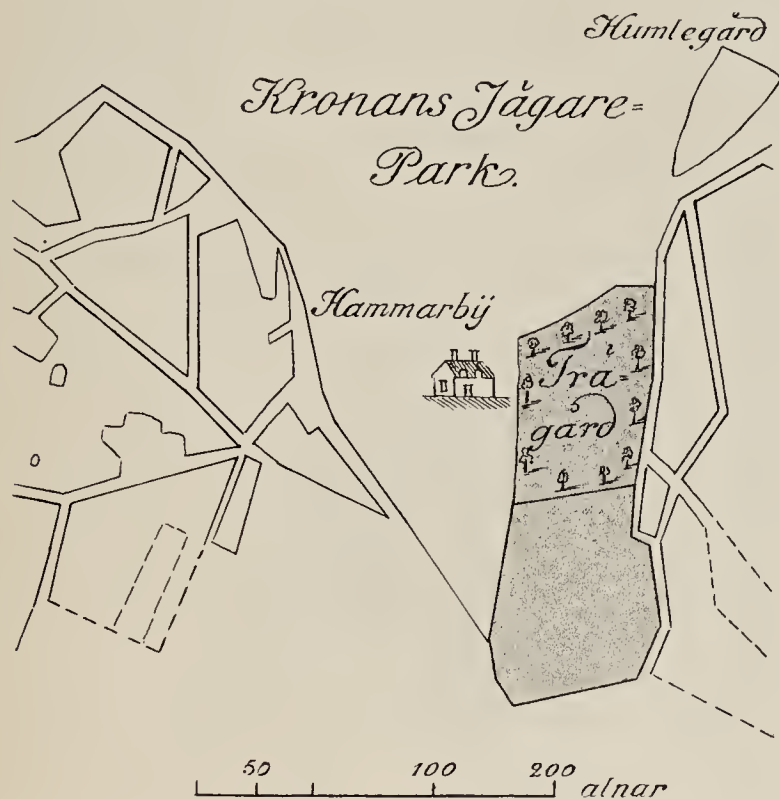 Humlegård
Kronans Jägare=
Park.
Hammarbij
Trä=
gård
50 100 200 alnar